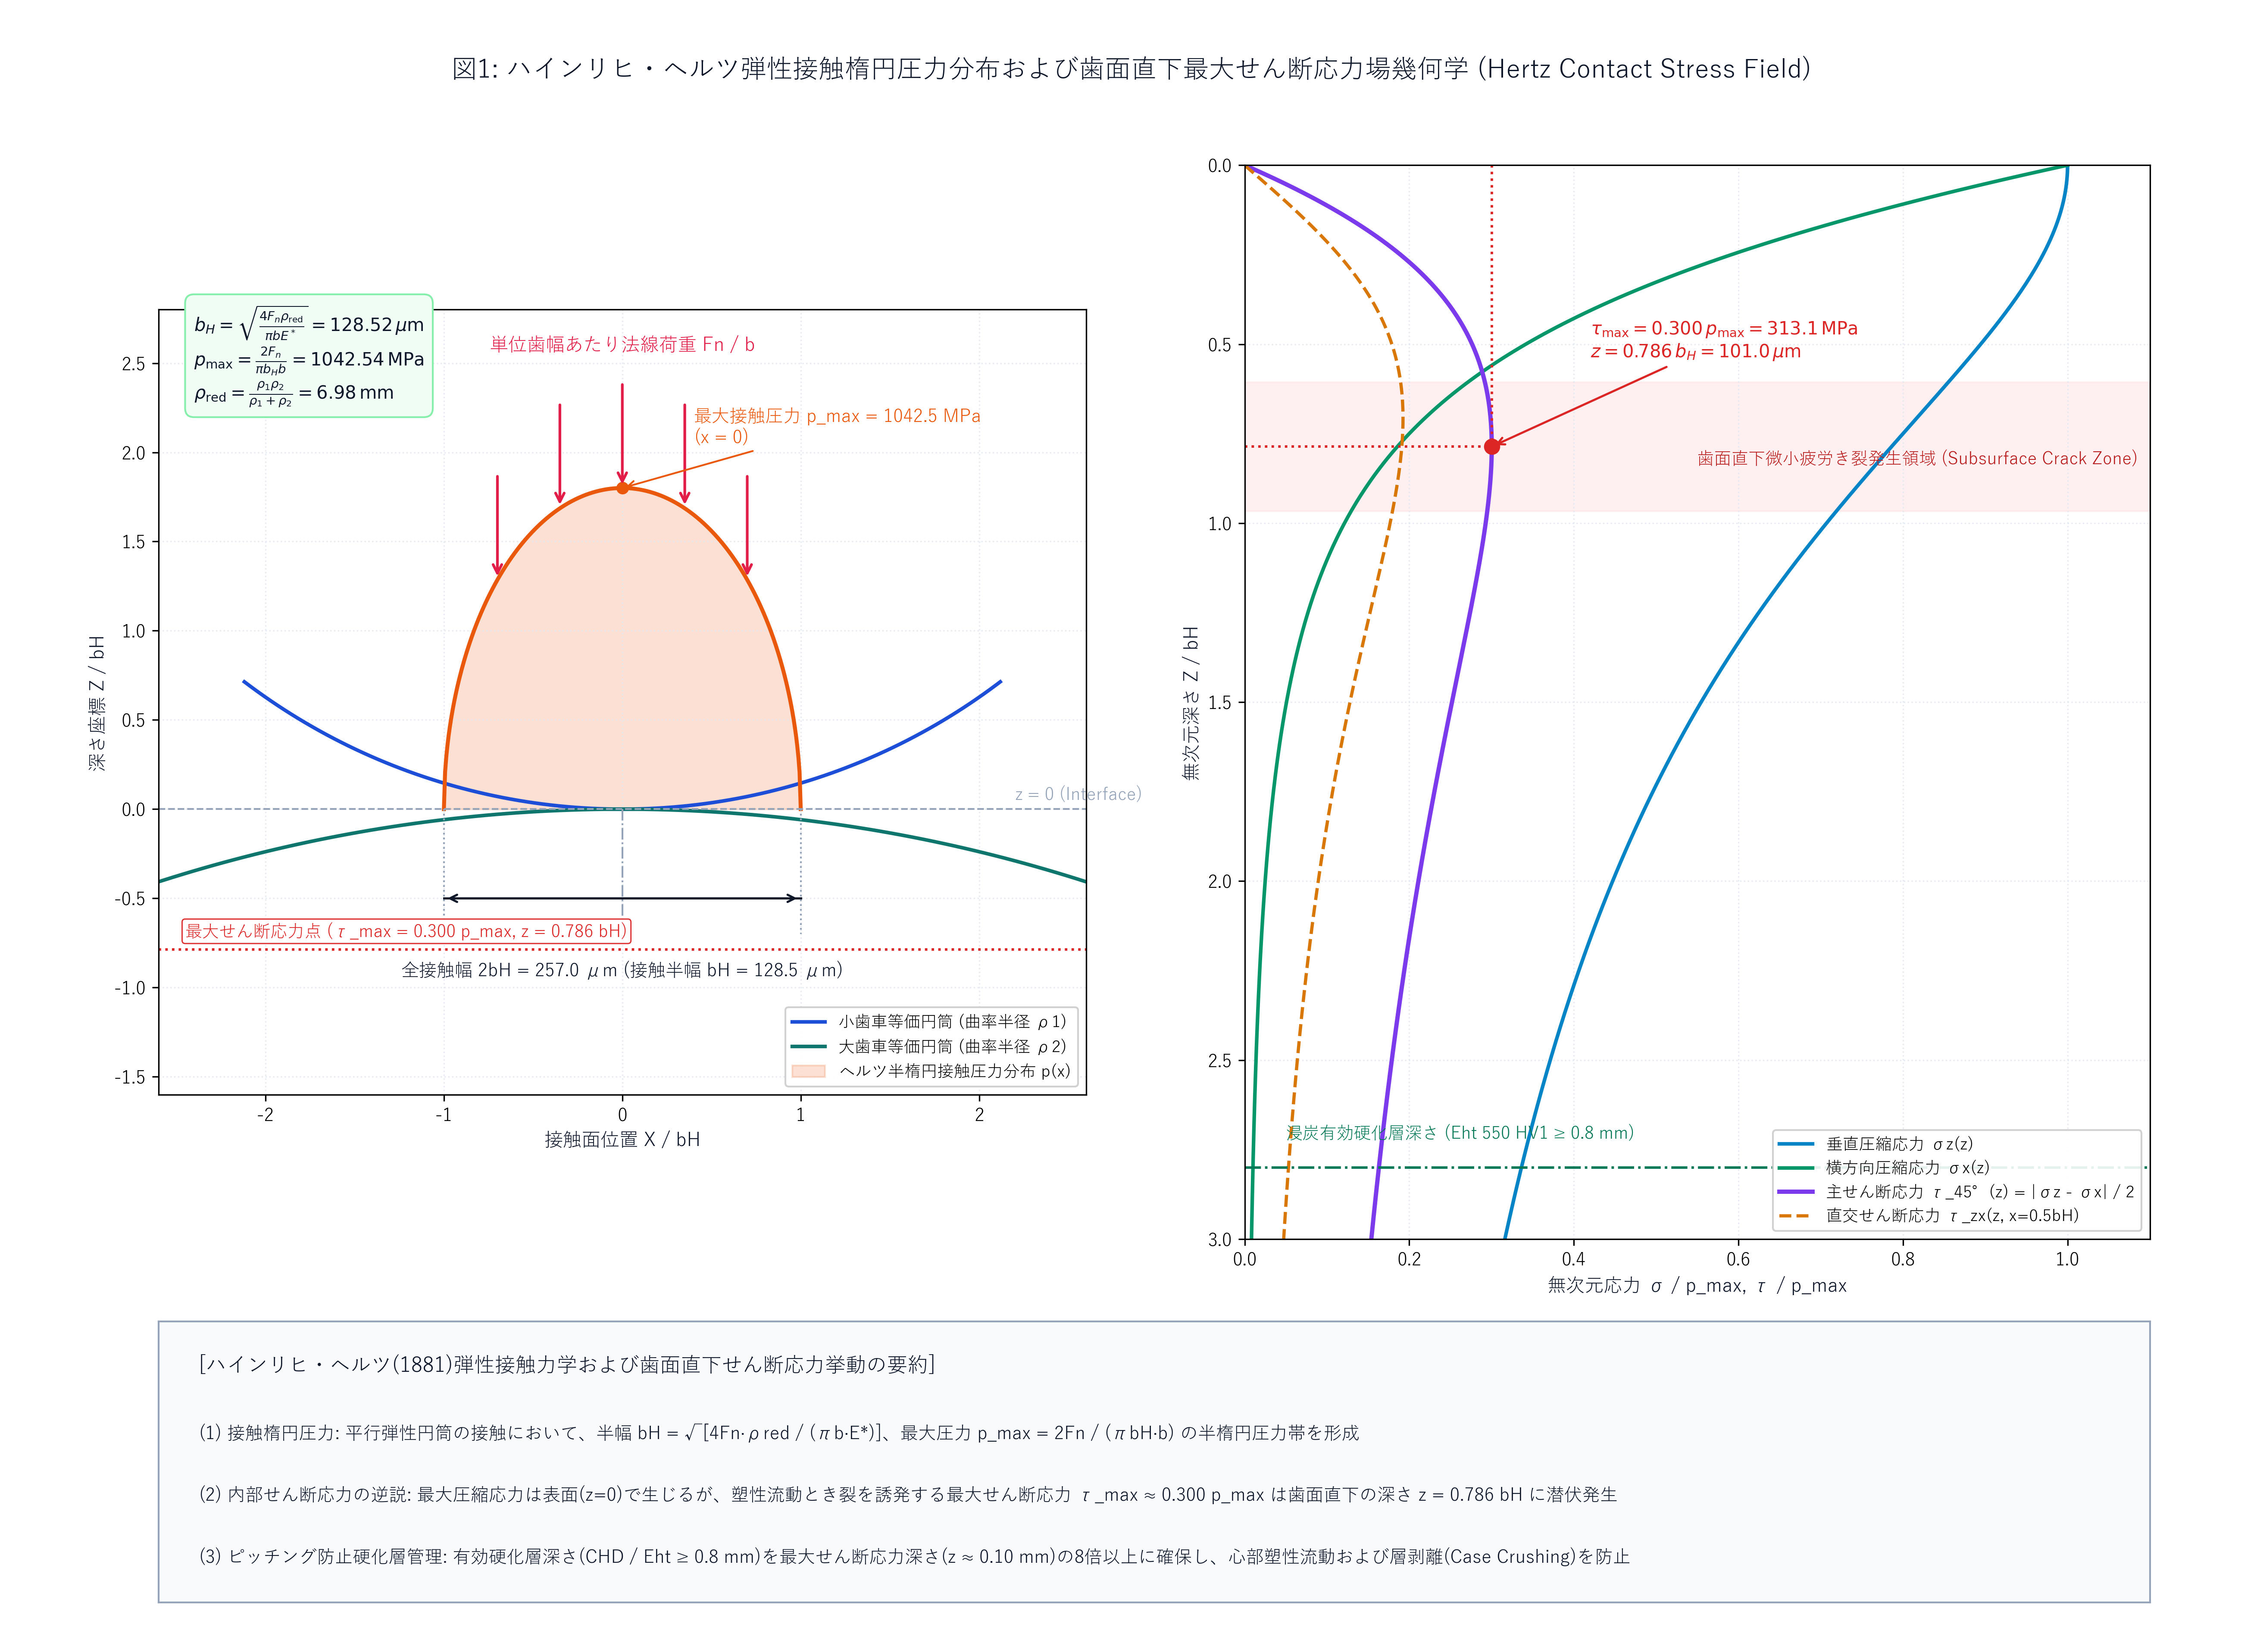 図1: ハインリヒ・ヘルツ弾性接触楕円圧力分布および歯面直下最大せん断応力場幾何学 (Hertz Contact Stress Field)
b_H = √(4F_nρ_red / πbE*) = 128.52 μm
p_max = 2F_n / πb_Hb = 1042.54 MPa
ρ_red = ρ_1ρ_2 / ρ_1 + ρ_2 = 6.98 mm
単位歯幅あたり法線荷重 Fn / b
最大接触圧力 p_max = 1042.5 MPa
(x = 0)
z = 0 (Interface)
最大せん断応力点 (τ_max = 0.300 p_max, z = 0.786 bH)
全接触幅 2bH = 257.0 μm (接触半幅 bH = 128.5 μm)
小歯車等価円筒 (曲率半径 ρ1)
大歯車等価円筒 (曲率半径 ρ2)
ヘルツ半楕円接触圧力分布 p(x)
深さ座標 Z / bH
2.5
2.0
1.5
1.0
0.5
0.0
-0.5
-1.0
-1.5
-2 -1 0 1 2
接触面位置 X / bH
無次元深さ Z / bH
0.0
0.5
1.0
1.5
2.0
2.5
3.0
τ_max = 0.300 p_max = 313.1 MPa
z = 0.786 b_H = 101.0 μm
歯面直下微小疲労き裂発生領域 (Subsurface Crack Zone)
浸炭有効硬化層深さ (Eht 550 HV1 ≥ 0.8 mm)
垂直圧縮応力 σz(z)
横方向圧縮応力 σx(z)
主せん断応力 τ_45° (z) = |σz - σx| / 2
直交せん断応力 τ_zx(z, x=0.5bH)
0.0 0.2 0.4 0.6 0.8 1.0
無次元応力 σ / p_max, τ / p_max
[ハインリヒ・ヘルツ(1881)弾性接触力学および歯面直下せん断応力挙動の要約]
(1) 接触楕円圧力: 平行弾性円筒の接触において、半幅 bH = √[4Fn·ρred / (πb·E*)]、最大圧力 p_max = 2Fn / (πbH·b) の半楕円圧力帯を形成
(2) 内部せん断応力の逆説: 最大圧縮応力は表面(z=0)で生じるが、塑性流動とき裂を誘発する最大せん断応力 τ_max ≈ 0.300 p_max は歯面直下の深さ z = 0.786 bH に潜伏発生
(3) ピッチング防止硬化層管理: 有効硬化層深さ(CHD / Eht ≥ 0.8 mm)を最大せん断応力深さ(z ≈ 0.10 mm)の8倍以上に確保し、心部塑性流動および層剥離(Case Crushing)を防止